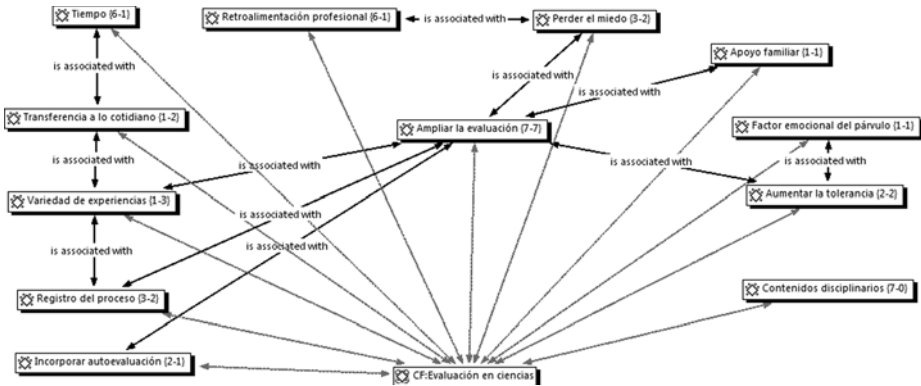 Tiempo {6-1}
Retroalimentación profesional {6-1}
is associated with
Perder el miedo {3-2}
Apoyo familiar {1-1}
is associated with
is associated with
is associated with
Transferencia a lo cotidiano {1-2}
Ampliar la evaluación {7-7}
Factor emocional del párvulo {1-1}
is associated with
is associated with
is associated with
is associated with
Variedad de experiencias {1-3}
Aumentar la tolerancia {2-2}
is associated with
is associated with
is associated with
Registro del proceso {3-2}
Contenidos disciplinarios {7-0}
Incorporar autoevaluación {2-1}
CF:Evaluación en ciencias